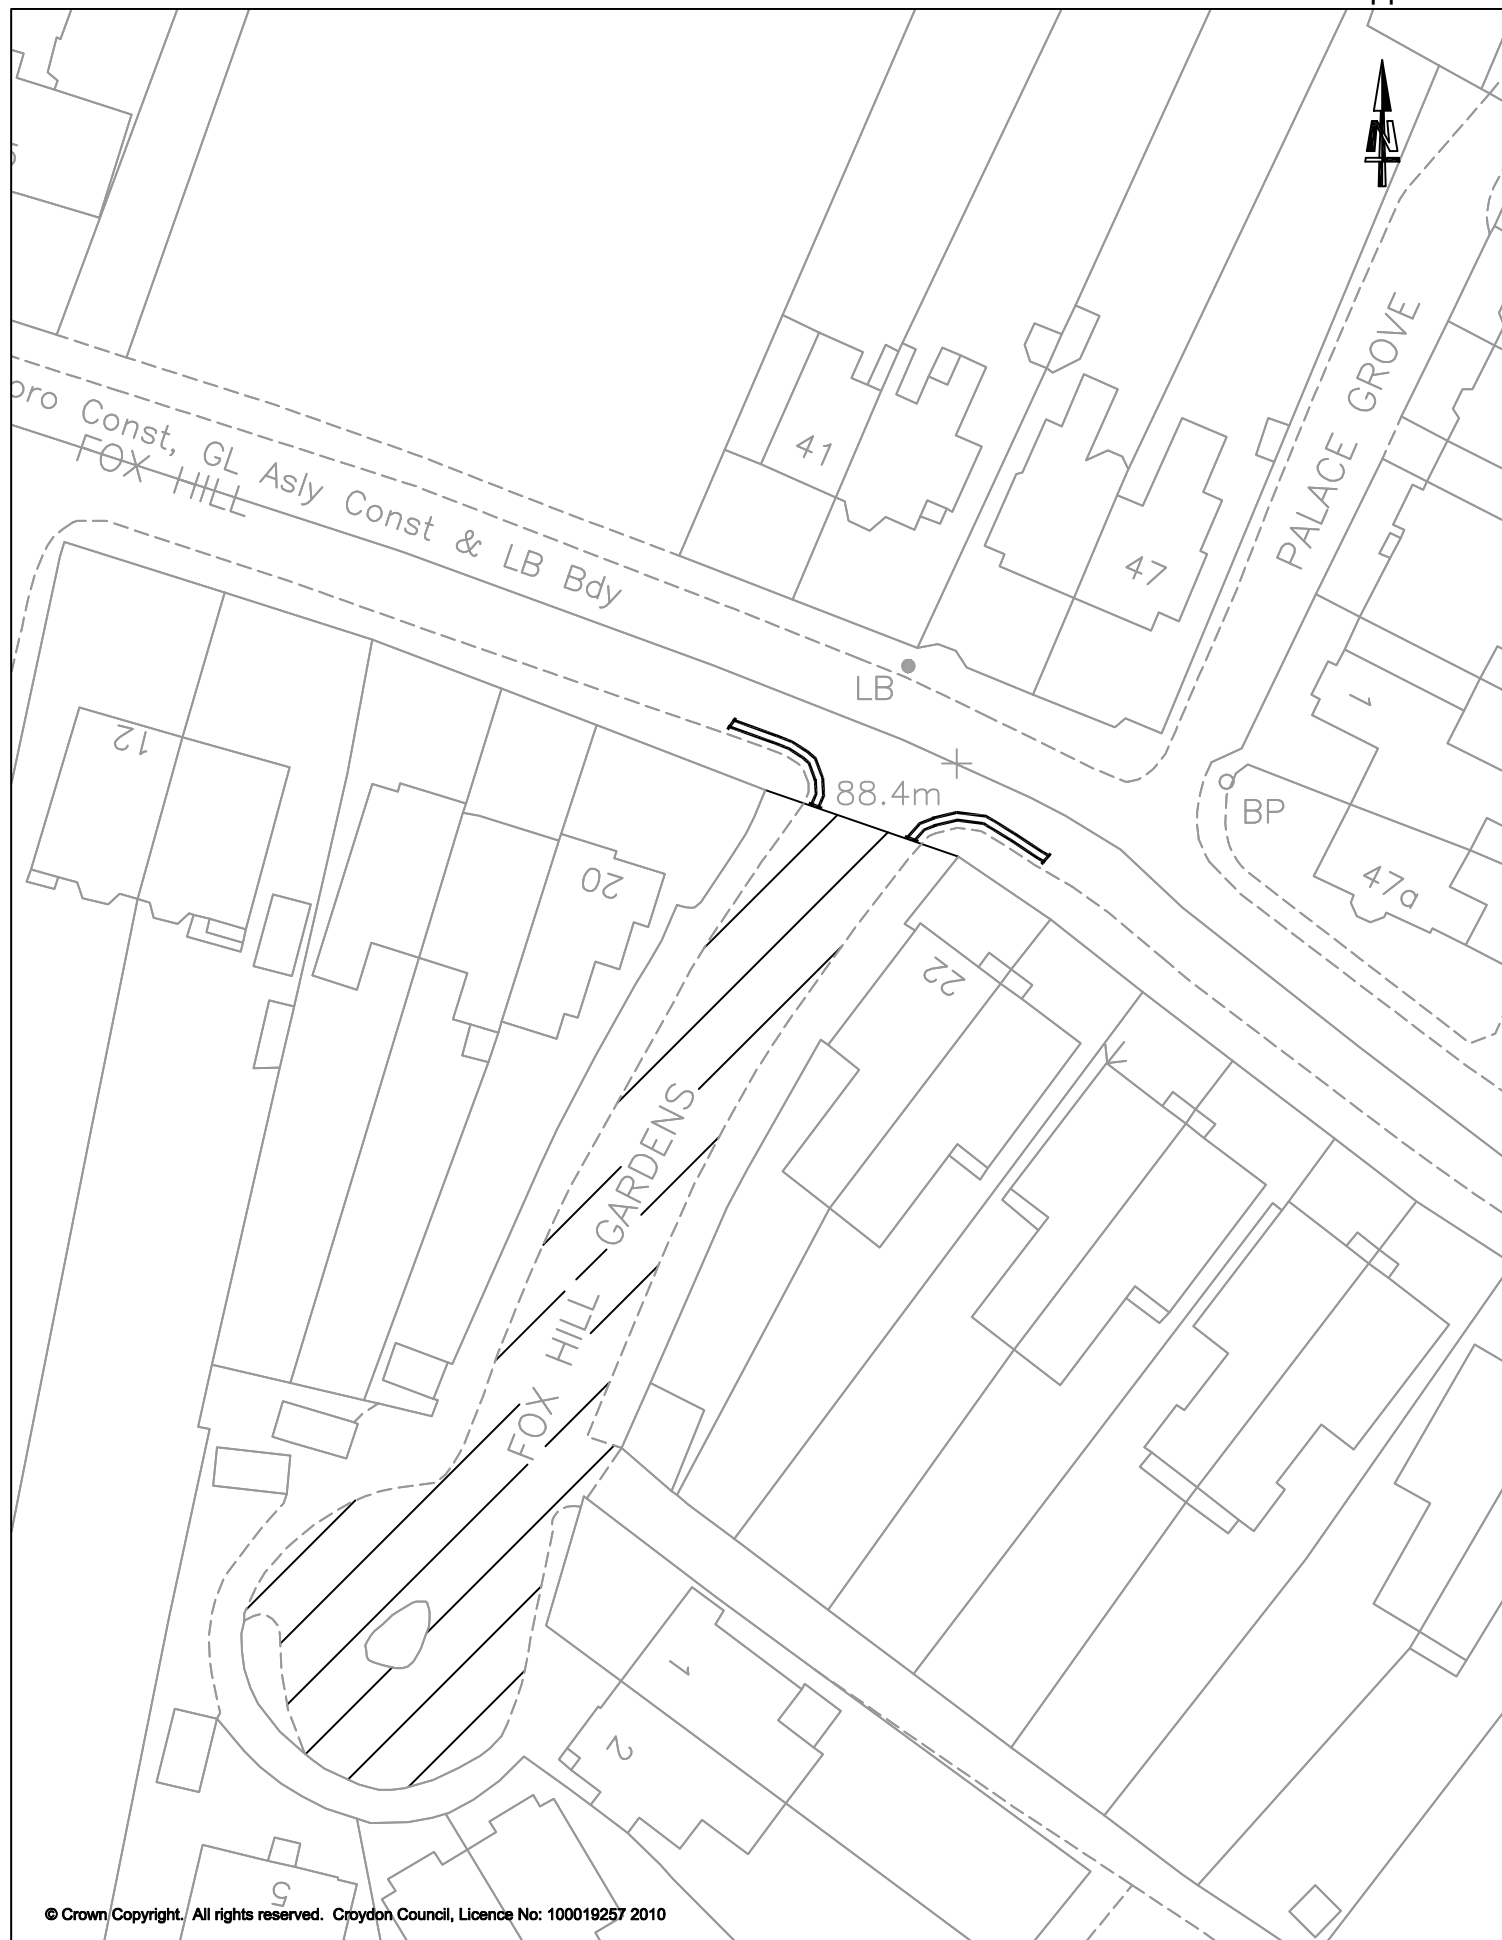 N
PALACE GROVE
oro Const, GL Asly Const & LB Bdy
FOX HILL
41
47
LB
1
12
88.4m
BP
20
47a
22
FOX HILL GARDENS
1
2
5
© Crown Copyright. All rights reserved. Croydon Council, Licence No: 100019257 2010